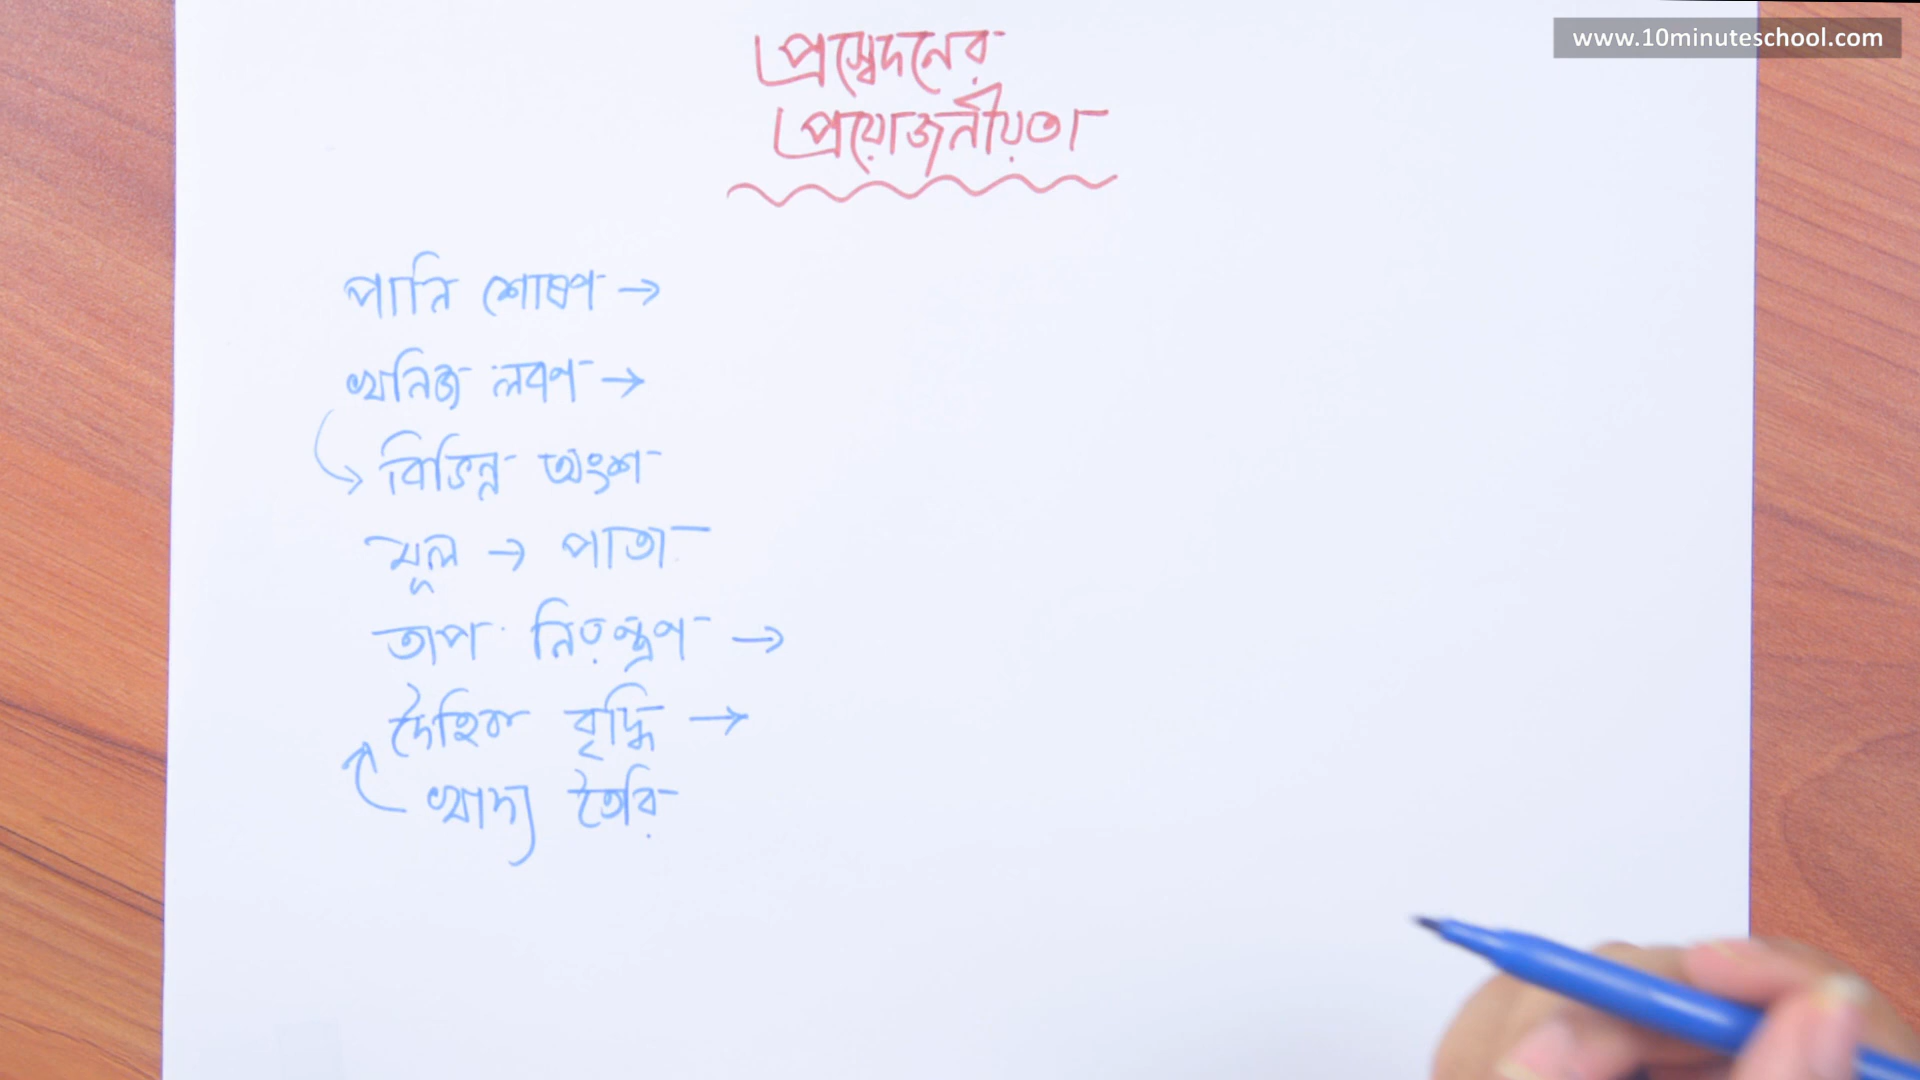 www.10minuteschool.com
প্রস্বেদনের
প্রয়োজনীয়তা
পানি শোষণ →
খনিজ লবণ →
→ বিভিন্ন অংশ
মূল → পাতা
তাপ নিয়ন্ত্রণ →
দৈহিক বৃদ্ধি →
খাদ্য তৈরি